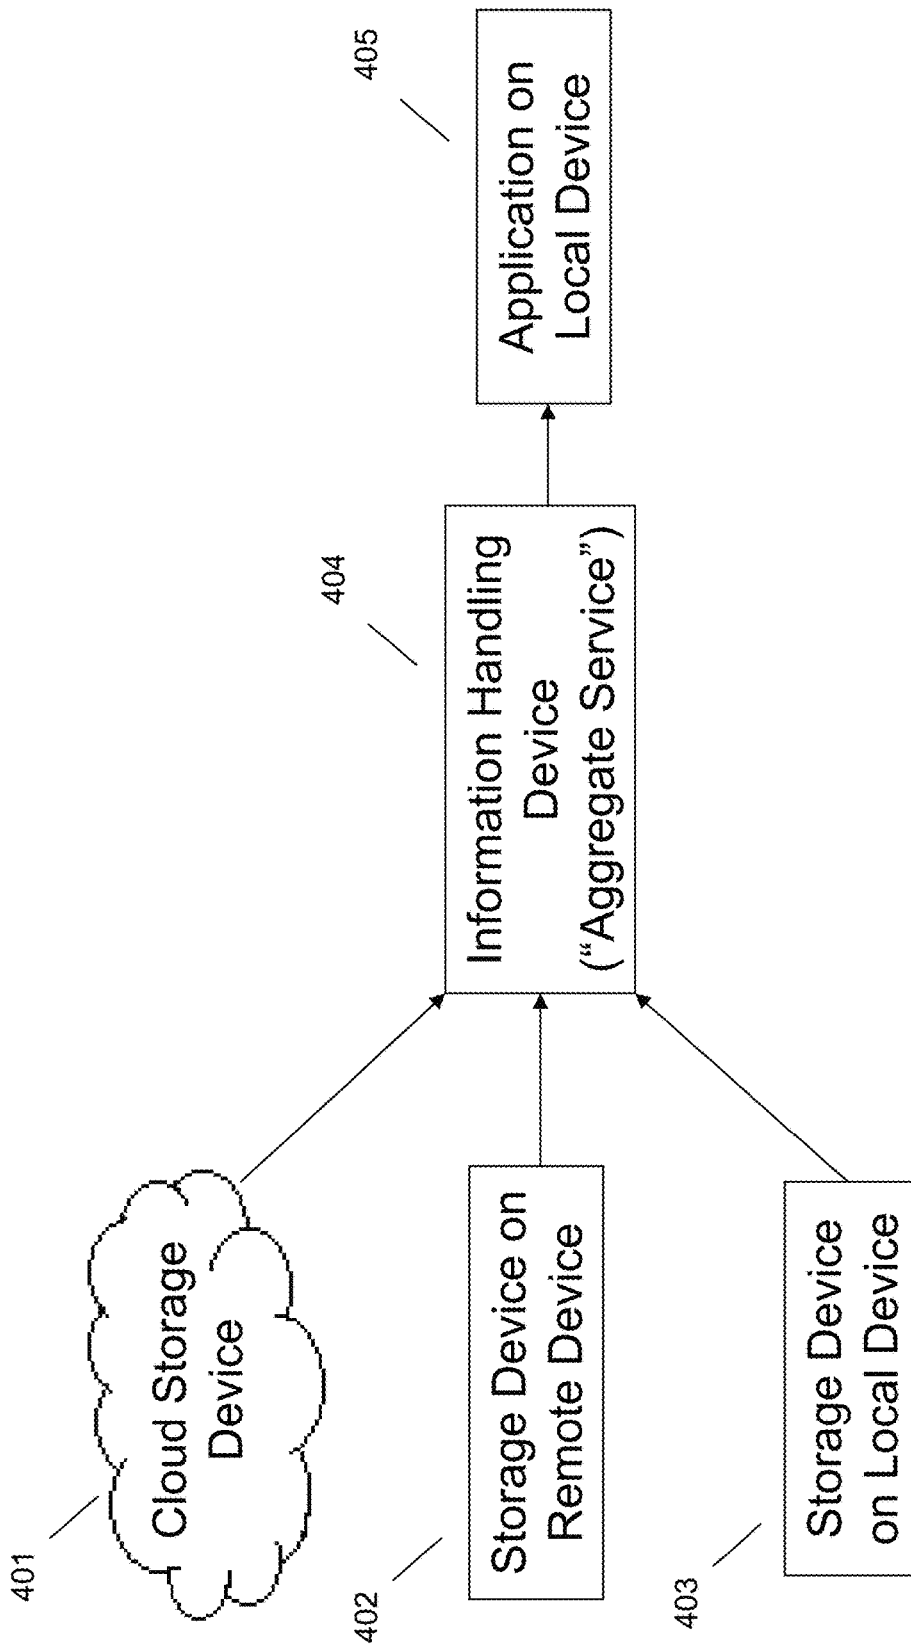 401
Cloud Storage
Device
402
Storage Device on
Remote Device
403
Storage Device
on Local Device
404
Information Handling
Device
(“Aggregate Service”)
405
Application on
Local Device